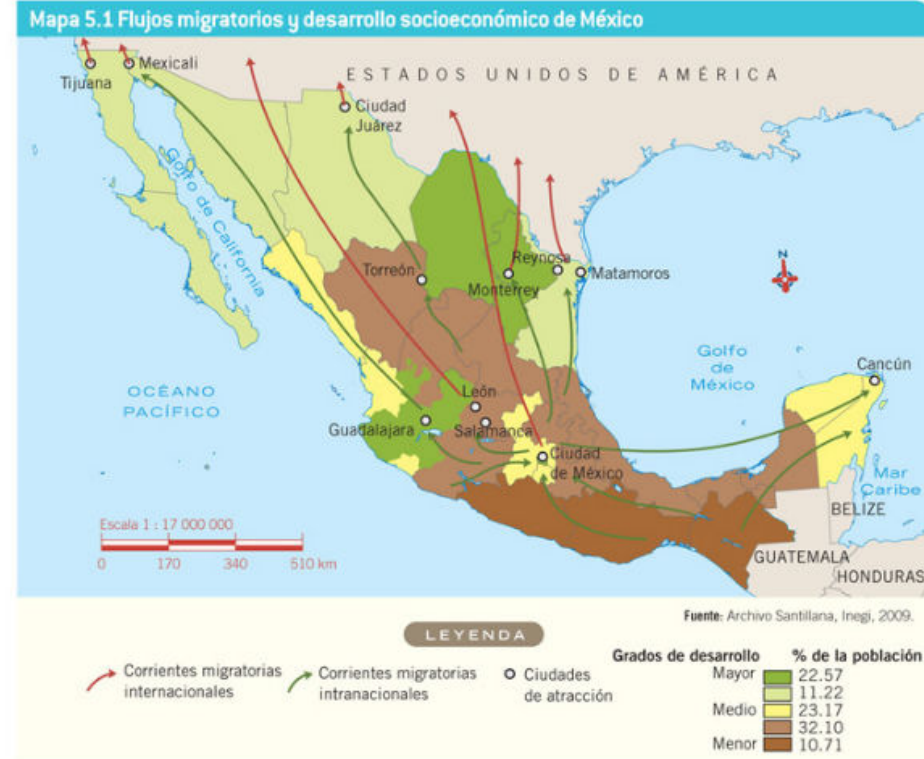 Mapa 5.1 Flujos migratorios y desarrollo socioeconómico de México
Tijuana
Mexicali
ESTADOS UNIDOS DE AMÉRICA
Ciudad
Juárez
Golfo de California
Torreón
Reynosa
Monterrey
Matamoros
N
OCÉANO
PACÍFICO
Golfo
de
México
Cancún
León
Guadalajara
Salamanca
Ciudad
de México
Mar
Caribe
BELIZE
GUATEMALA
HONDURAS
Escala 1 : 17 000 000
0 170 340 510 km
Fuente: Archivo Santillana, Inegi, 2009.
LEYENDA
Corrientes migratorias
internacionales
Corrientes migratorias
intranacionales
Ciudades
de atracción
Grados de desarrollo % de la población
Mayor 22.57
11.22
Medio 23.17
32.10
Menor 10.71